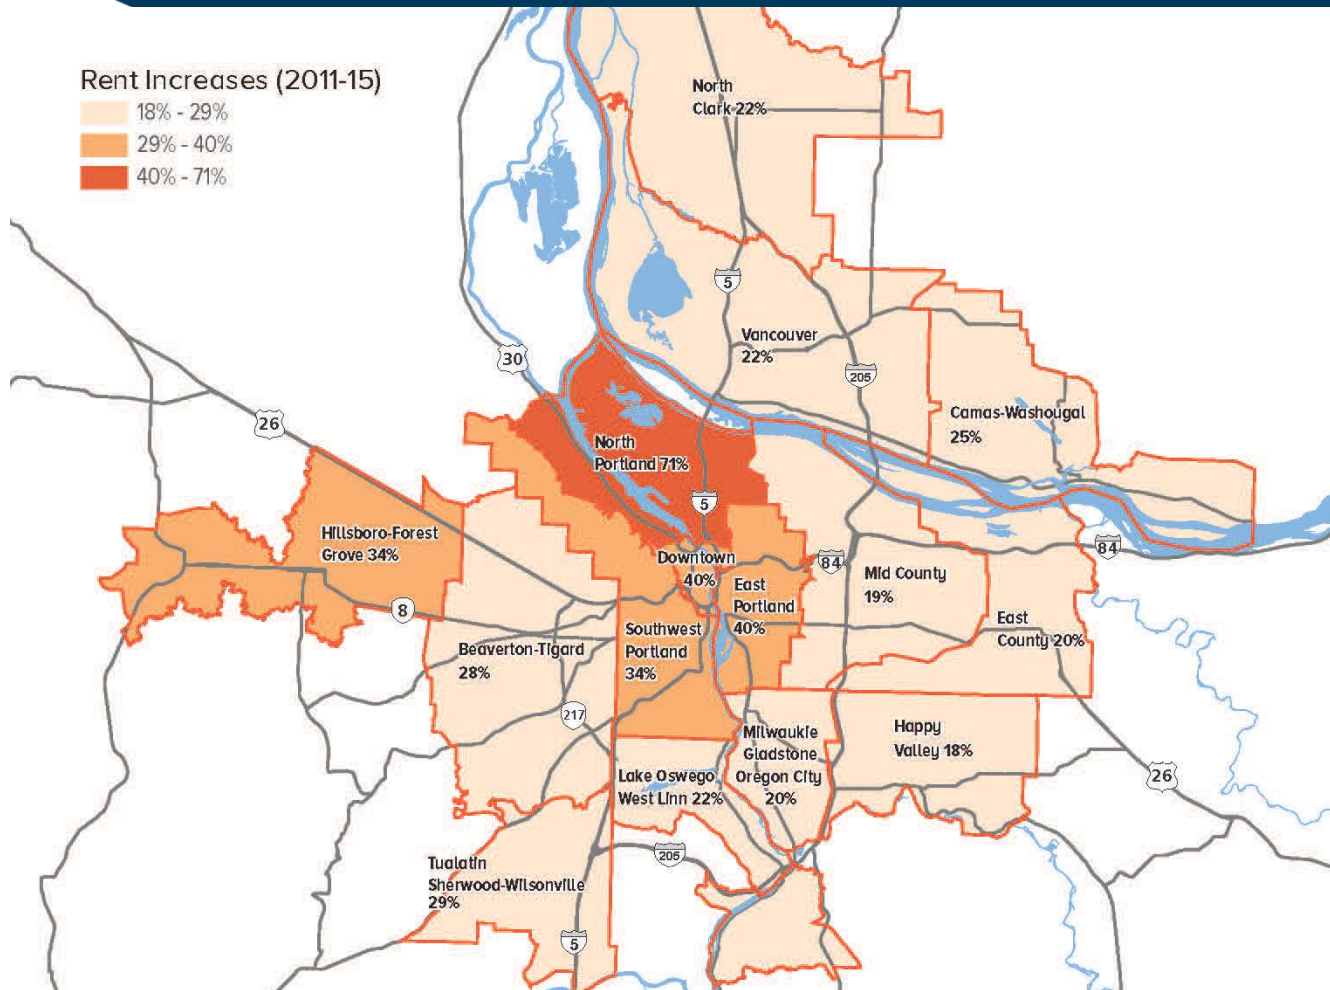 Rent Increases (2011-15)
18% - 29%
29% - 40%
40% - 71%
North
Clark 22%
5
Vancouver
22%
30
205
26
Camas-Washougal
25%
North
Portland 71%
5
Hillsboro-Forest
Grove 34%
Downtown
40%
84
84
Mid County
19%
East
Portland
40%
8
East
County 20%
Southwest
Portland
34%
Beaverton-Tigard
28%
217
Happy
Valley 18%
Milwaukie
Gladstone
Oregon City
20%
Lake Oswego
West Linn 22%
26
205
Tualatin
Sherwood-Wilsonville
29%
5